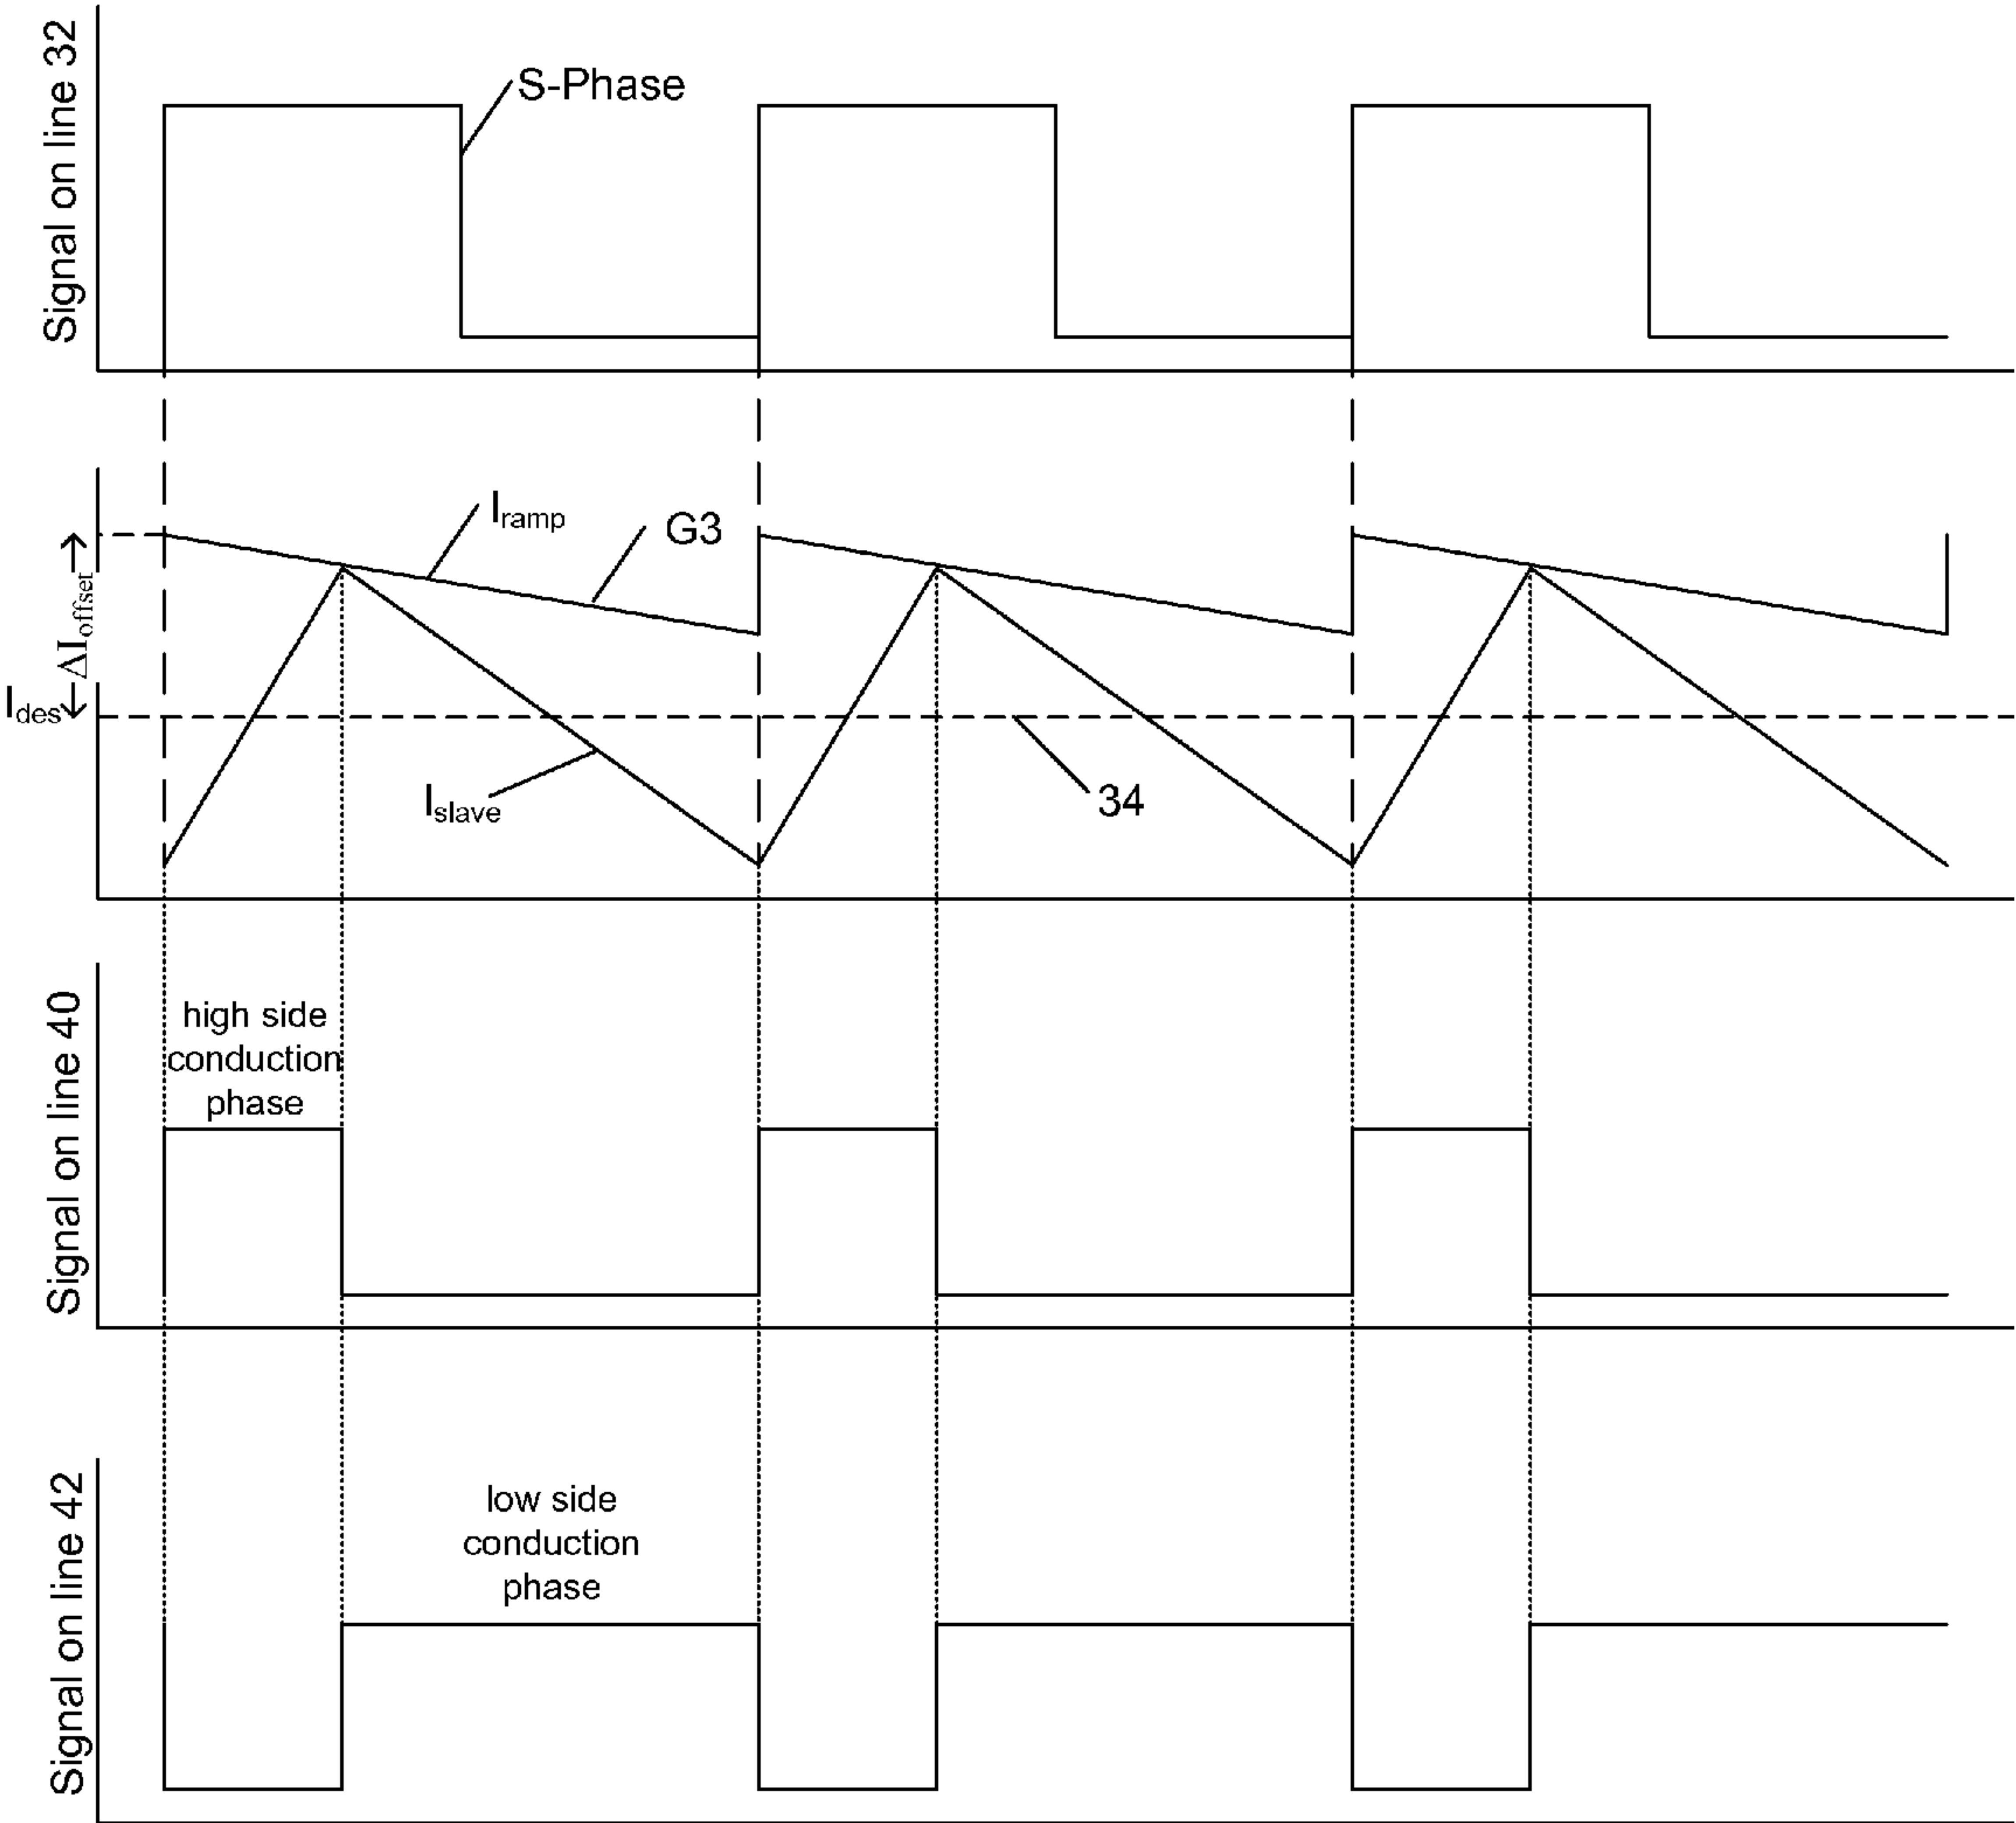 Signal on line 32
S-Phase
Iramp
G3
ΔIoffset
Ides
Islave
34
Signal on line 40
high side
conduction
phase
Signal on line 42
low side
conduction
phase